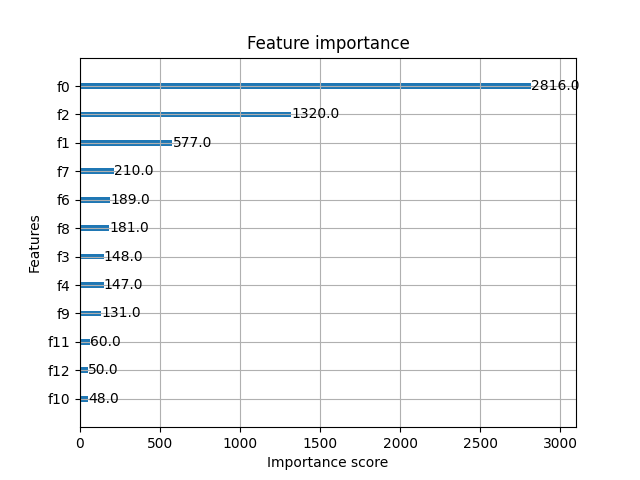 Feature importance
f0 2816.0
f2 1320.0
f1 577.0
f7 210.0
f6 189.0
f8 181.0
f3 148.0
f4 147.0
f9 131.0
f11 60.0
f12 50.0
f10 48.0
Features
0 500 1000 1500 2000 2500 3000
Importance score